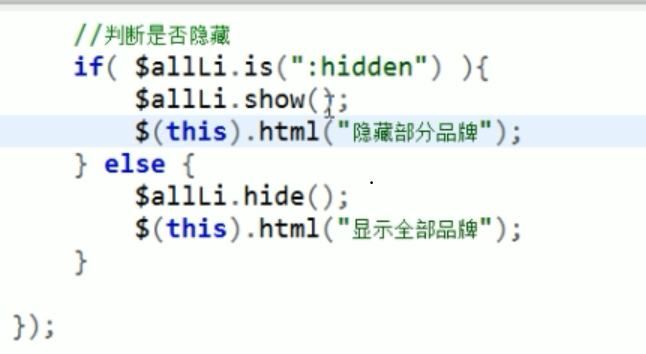 //判断是否隐藏
if( $allLi.is(":hidden") ){
$allLi.show();
$(this).html("隐藏部分品牌");
} else {
$allLi.hide();
$(this).html("显示全部品牌");
}
});